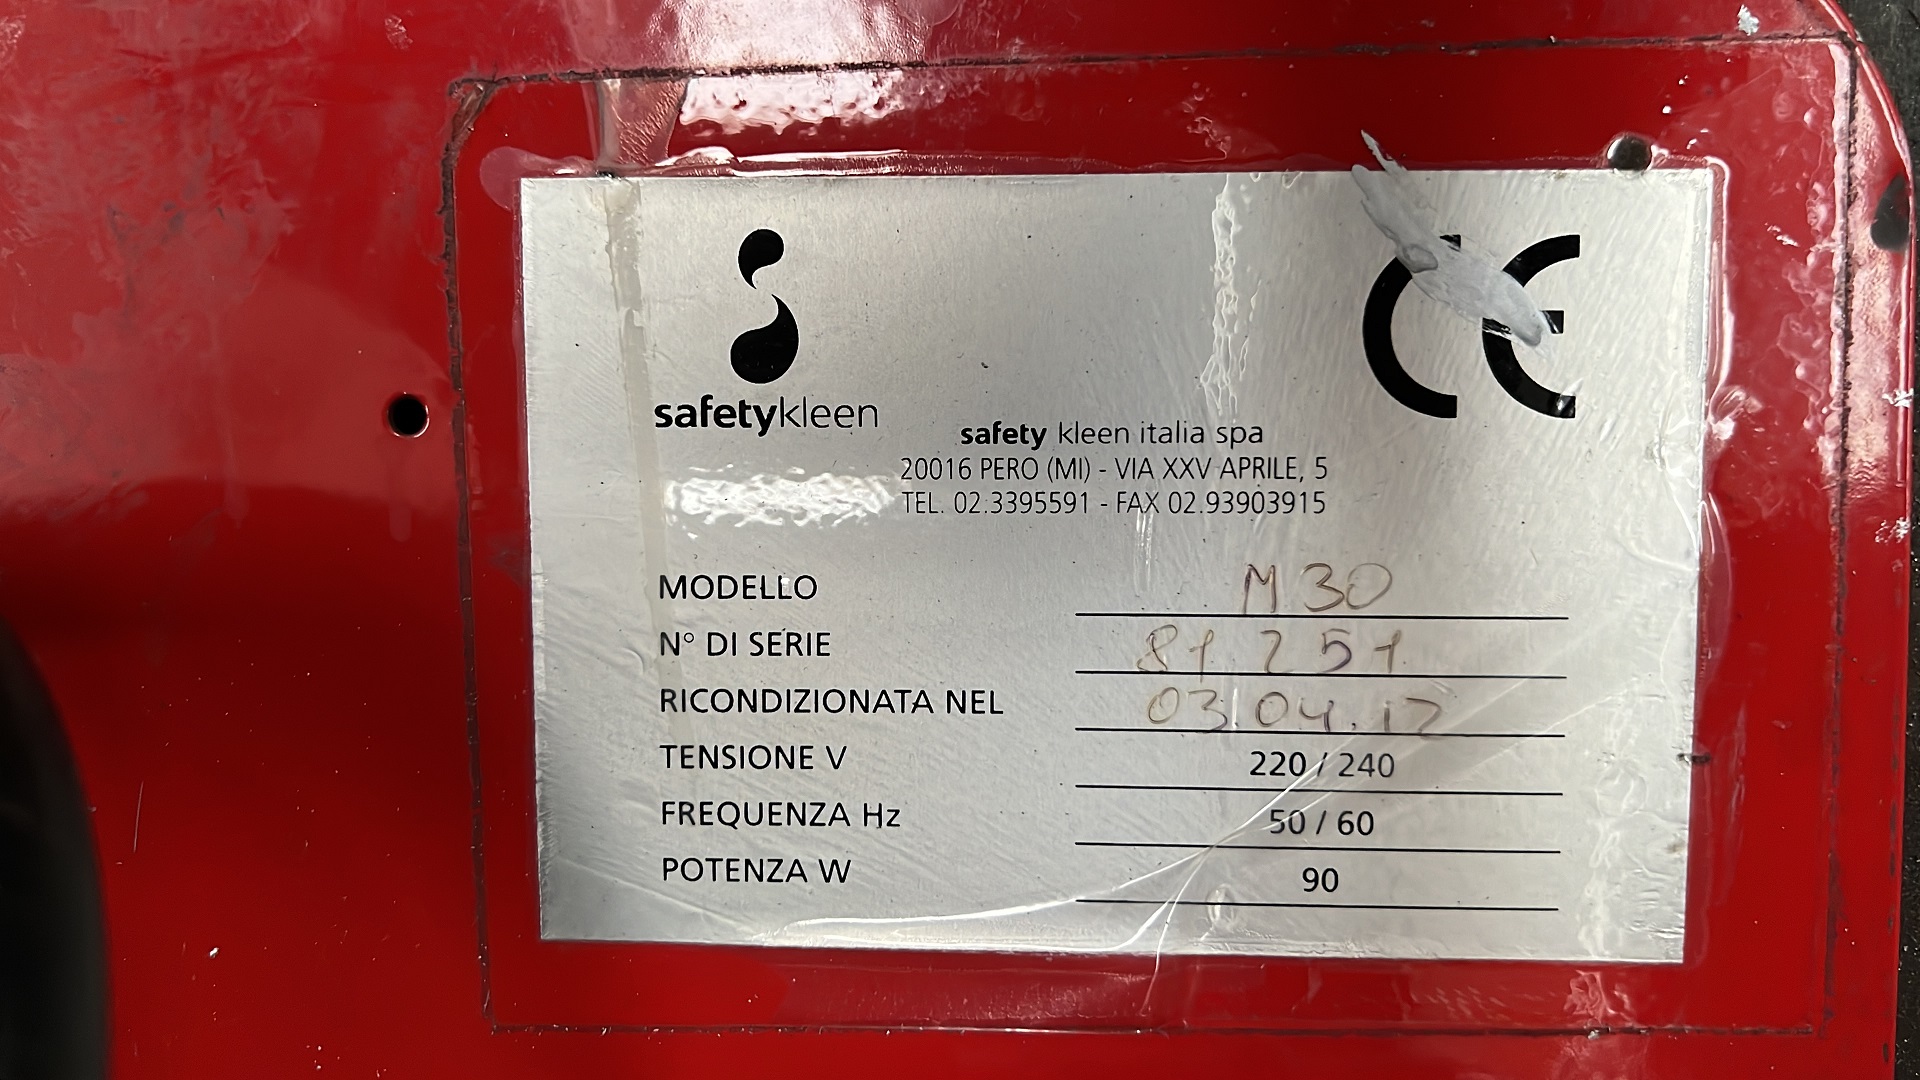 safetykleen
CE
safety kleen italia spa
20016 PERO (MI) - VIA XXV APRILE, 5
TEL. 02.3395591 - FAX 02.93903915
MODELLO M 30
N° DI SERIE 81 251
RICONDIZIONATA NEL 03.04.12
TENSIONE V 220 / 240
FREQUENZA Hz 50 / 60
POTENZA W 90